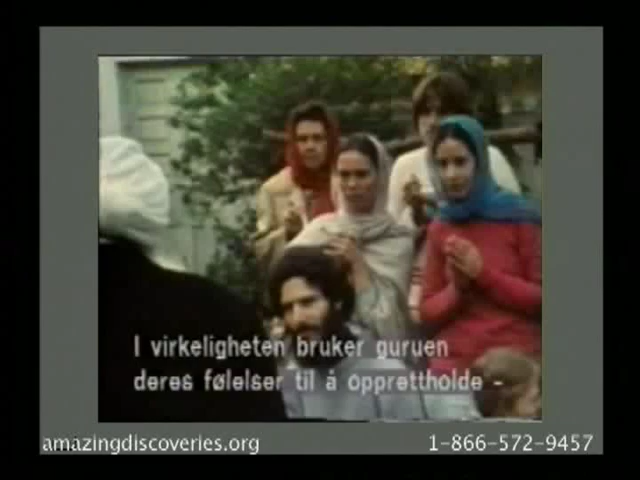 I virkeligheten bruker guruen
deres følelser til å opprettholde -
amazingdiscoveries.org 1-866-572-9457